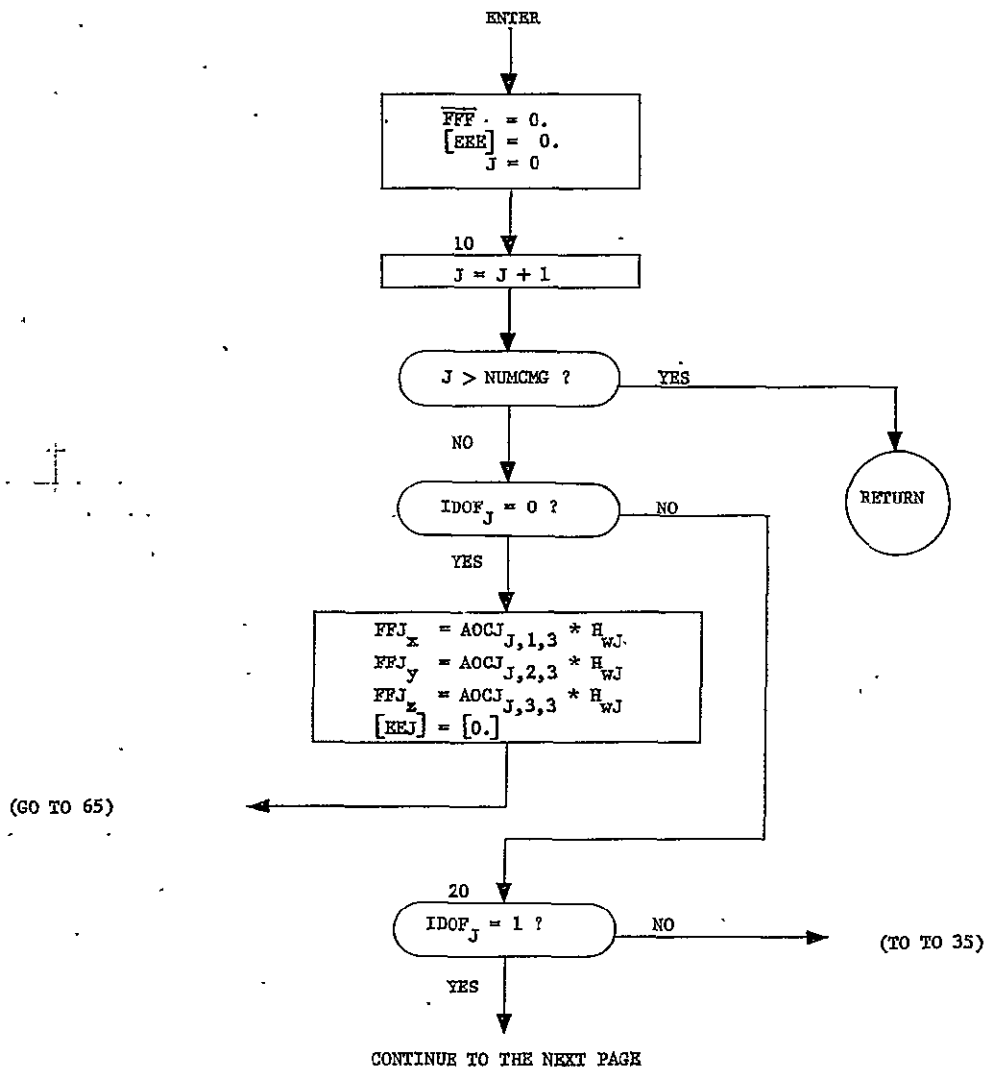 ENTER
FFF = 0.
[EEE] = 0.
J = 0
10
J = J + 1
J > NUMCMG ?
YES
NO
RETURN
IDOF_J = 0 ?
NO
YES
FFJ_x = AOCJ_J,1,3 * H_wJ
FFJ_y = AOCJ_J,2,3 * H_wJ
FFJ_z = AOCJ_J,3,3 * H_wJ
[EEJ] = [0.]
(GO TO 65)
20
IDOF_J = 1 ?
NO
(TO TO 35)
YES
CONTINUE TO THE NEXT PAGE